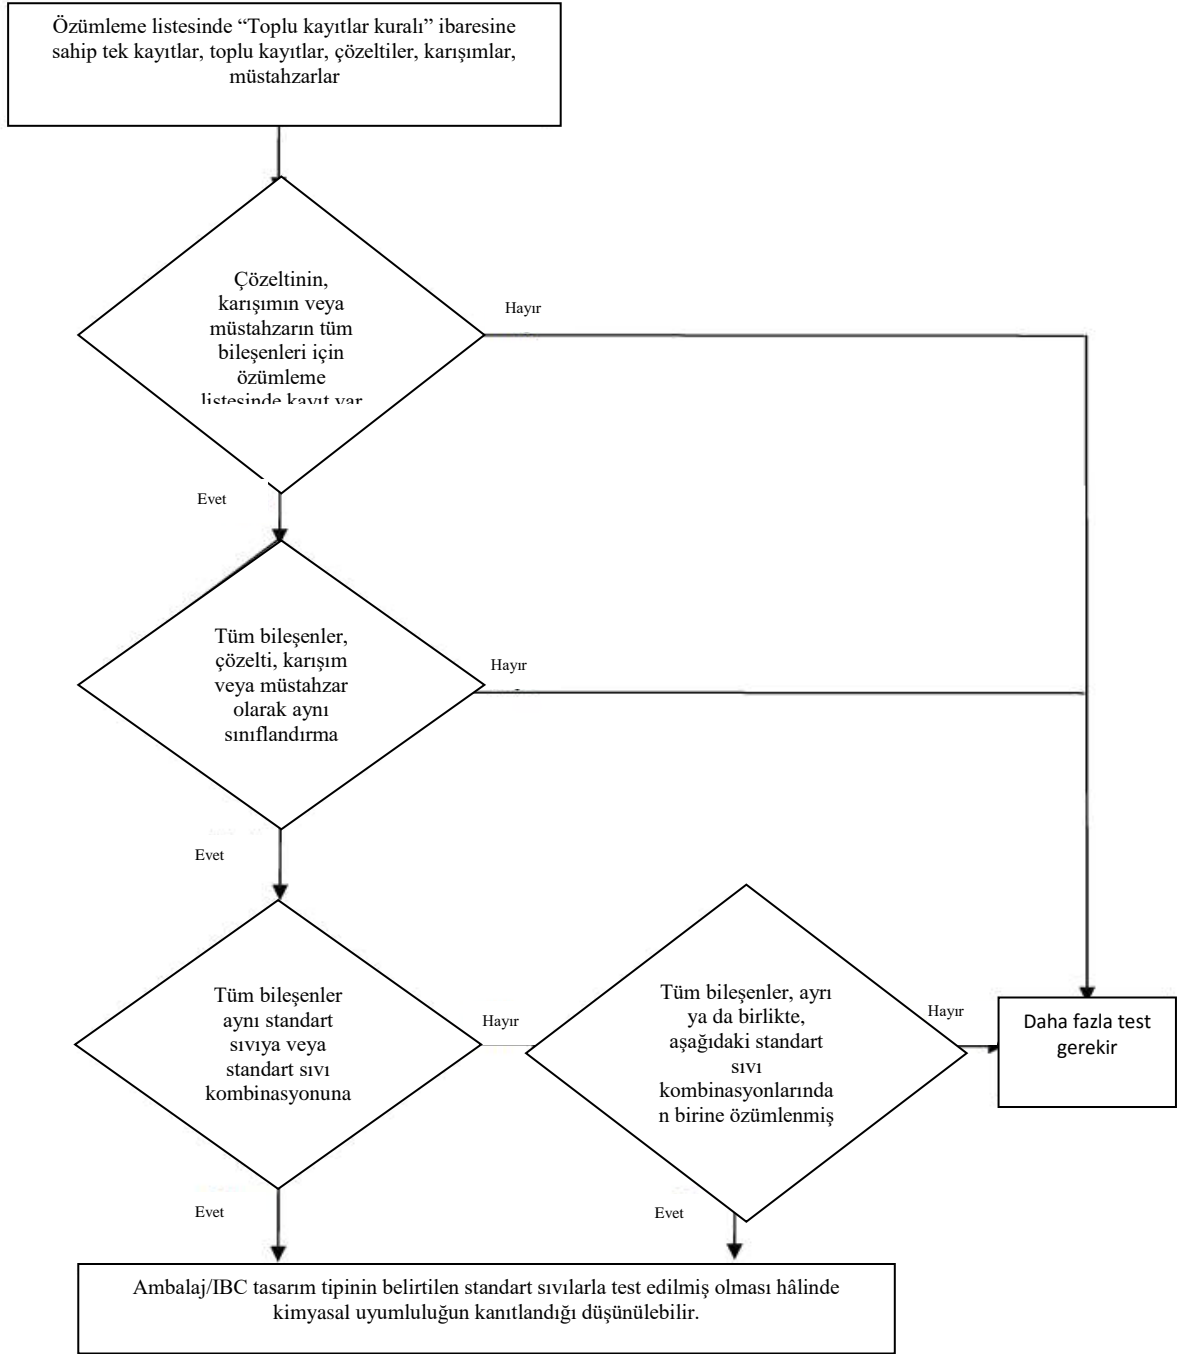 Özümleme listesinde “Toplu kayıtlar kuralı” ibaresine
sahip tek kayıtlar, toplu kayıtlar, çözeltiler, karışımlar,
müstahzarlar
Çözeltinin,
karışımın veya
müstahzarın tüm
bileşenleri için
özümleme
listesinde kayıt var
Hayır
Evet
Tüm bileşenler,
çözelti, karışım
veya müstahzar
olarak aynı
sınıflandırma
Hayır
Evet
Tüm bileşenler
aynı standart
sıvıya veya
standart sıvı
kombinasyonuna
Hayır
Tüm bileşenler, ayrı
ya da birlikte,
aşağıdaki standart
sıvı
kombinasyonlarında
n birine özümlenmiş
Hayır
Daha fazla test
gerekir
Evet
Evet
Ambalaj/IBC tasarım tipinin belirtilen standart sıvılarla test edilmiş olması hâlinde
kimyasal uyumluluğun kanıtlandığı düşünülebilir.